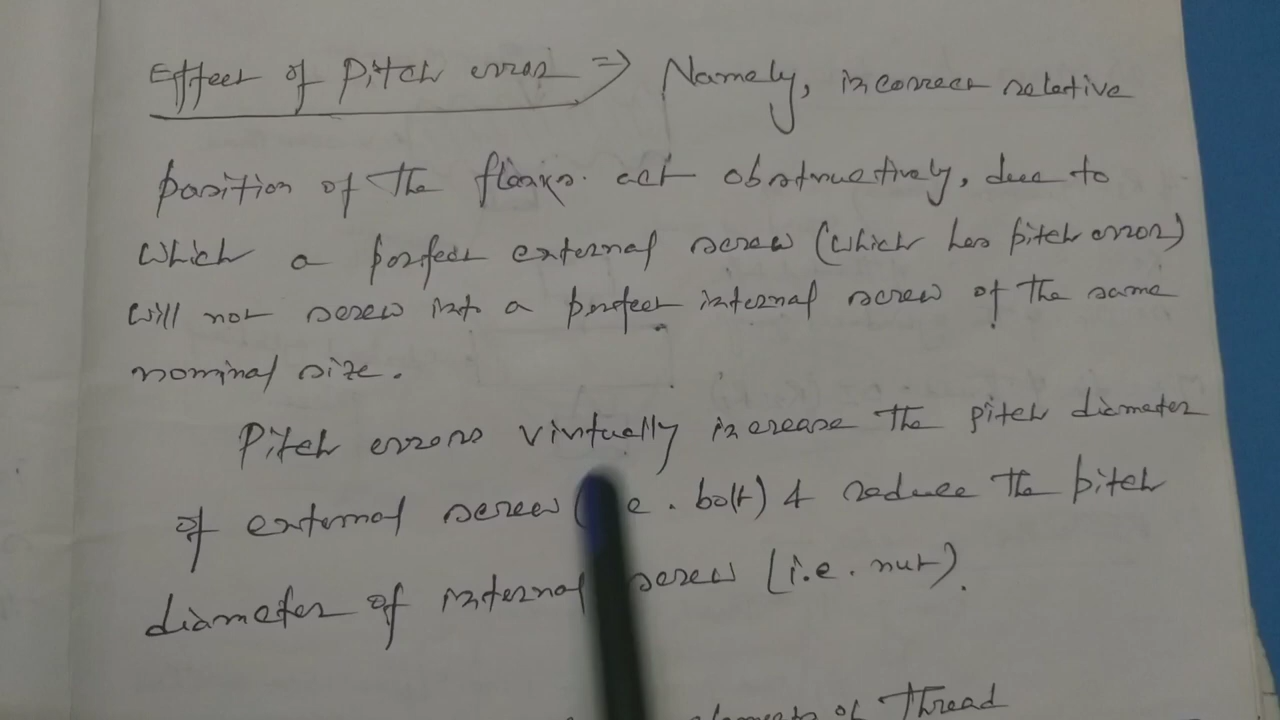 Effect of Pitch error ⇒ Namely, incorrect relative
position of the flanks. act obstructively, due to
which a perfect external screw (which has pitch error)
will not screw into a perfect internal screw of the same
nominal size.
Pitch errors virtually increase the pitch diameter
of external screw (i.e. bolt) & reduce the pitch
diameter of internal screw (i.e. nut).
elements of Thread